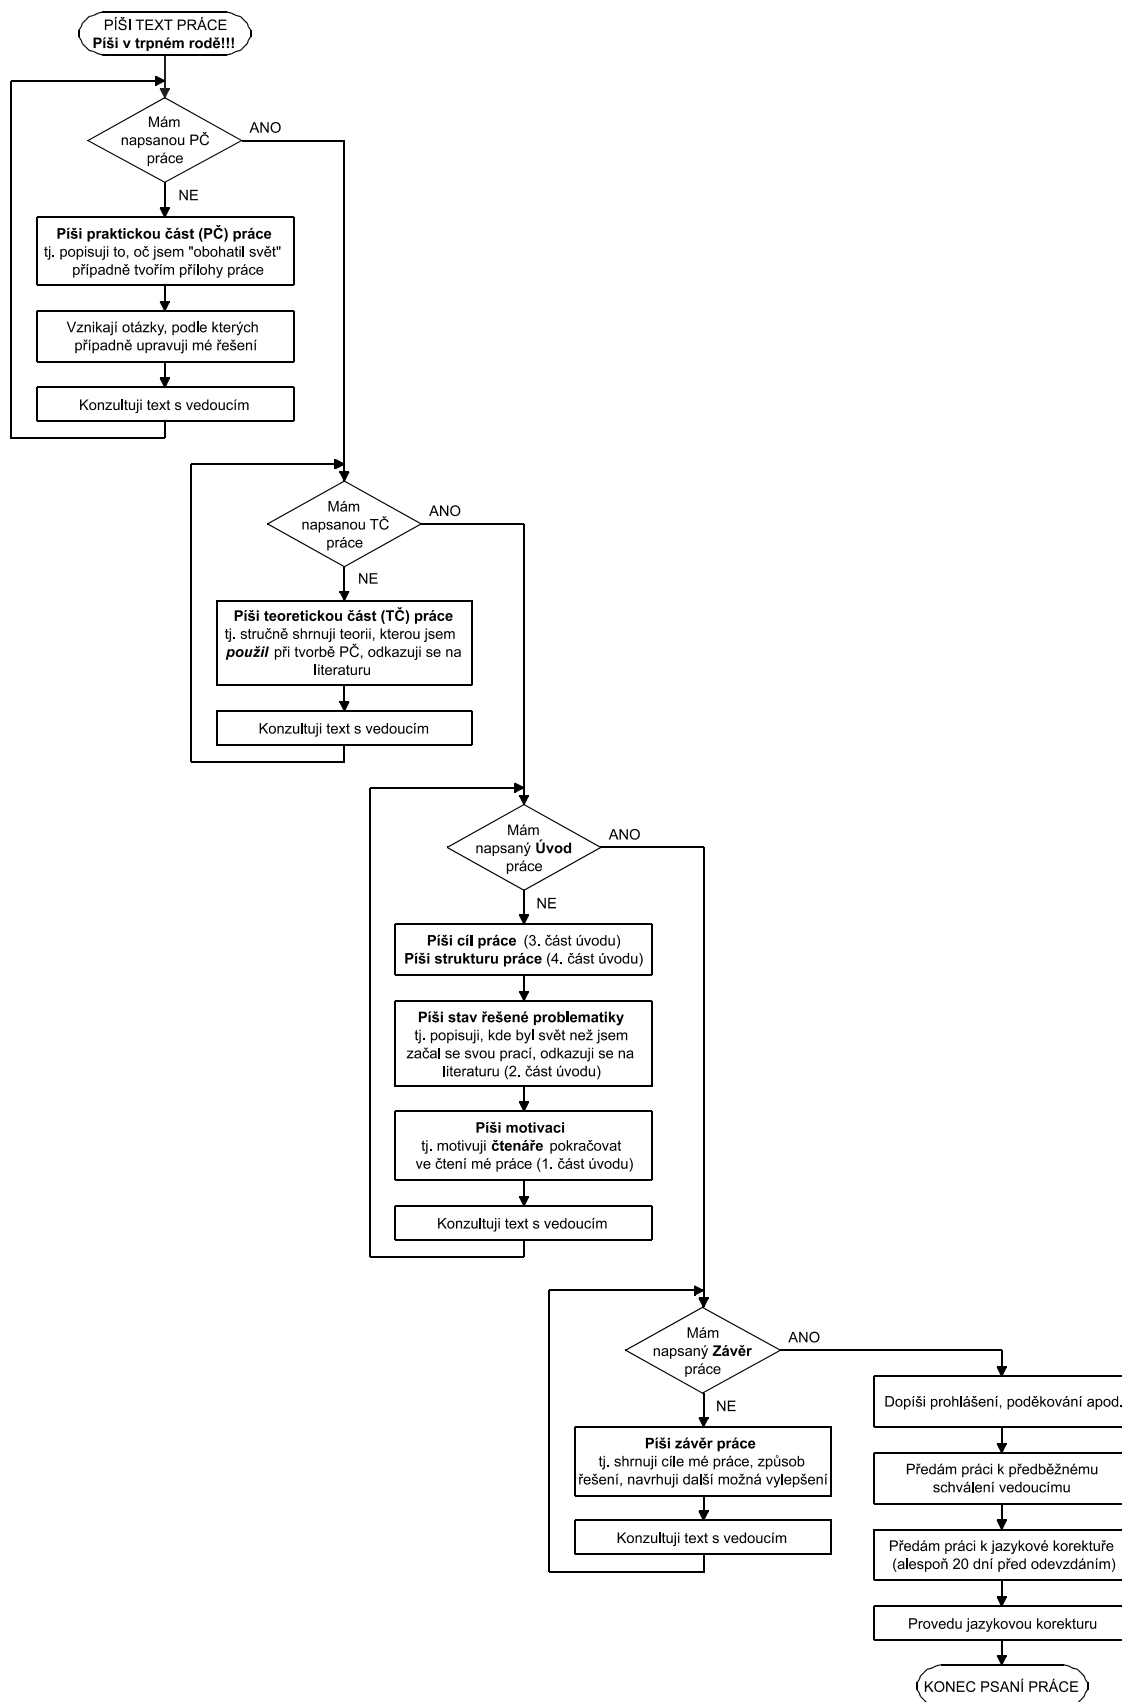 PÍŠI TEXT PRÁCE
Píši v trpném rodě!!!
Mám
napsanou PČ
práce
ANO
NE
Píši praktickou část (PČ) práce
tj. popisuji to, oč jsem "obohatil svět"
případně tvořím přílohy práce
Vznikají otázky, podle kterých
případně upravuji mé řešení
Konzultuji text s vedoucím
Mám
napsanou TČ
práce
ANO
NE
Píši teoretickou část (TČ) práce
tj. stručně shrnuji teorii, kterou jsem
použil při tvorbě PČ, odkazuji se na
literaturu
Konzultuji text s vedoucím
Mám
napsaný Úvod
práce
ANO
NE
Píši cíl práce (3. část úvodu)
Píši strukturu práce (4. část úvodu)
Píši stav řešené problematiky
tj. popisuji, kde byl svět než jsem
začal se svou prací, odkazuji se na
literaturu (2. část úvodu)
Píši motivaci
tj. motivuji čtenáře pokračovat
ve čtení mé práce (1. část úvodu)
Konzultuji text s vedoucím
Mám
napsaný Závěr
práce
ANO
NE
Píši závěr práce
tj. shrnuji cíle mé práce, způsob
řešení, navrhuji další možná vylepšení
Konzultuji text s vedoucím
Dopíši prohlášení, poděkování apod.
Předám práci k předběžnému
schválení vedoucímu
Předám práci k jazykové korektuře
(alespoň 20 dní před odevzdáním)
Provedu jazykovou korekturu
KONEC PSANÍ PRÁCE